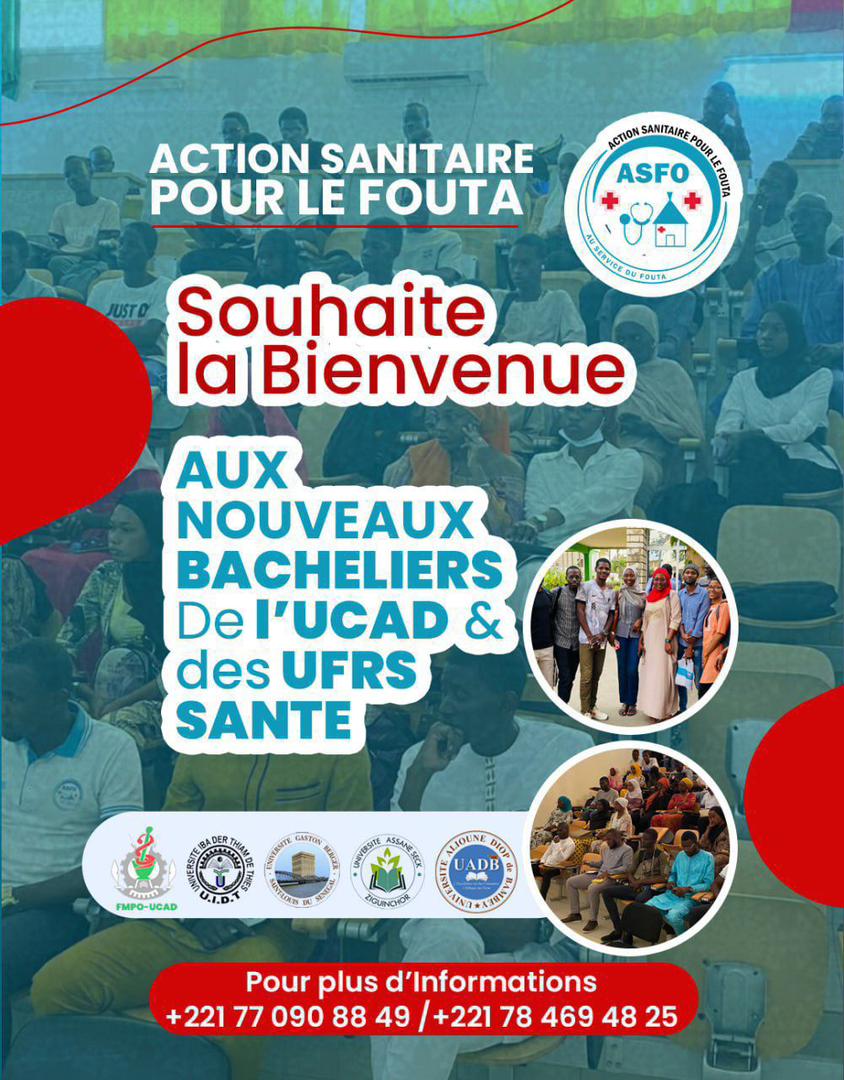 ACTION SANITAIRE
POUR LE FOUTA
ACTION SANITAIRE POUR LE FOUTA
ASFO
AU SERVICE DU FOUTA
JUST D
Souhaite
la Bienvenue
AUX
NOUVEAUX
BACHELIERS
De l'UCAD &
des UFRS
SANTE
ASFO
FMPO-UCAD
UNIVERSITE IBA DER THIAM DE THIES
U.I.D.T
UNIVERSITE GASTON BERGER
SAINT-LOUIS DU SENEGAL
UNIVERSITE ASSANE SECK
ZIGUINCHOR
UNIVERSITE ALIOUNE DIOP de BAMBEY
UADB
Pour plus d'Informations
+221 77 090 88 49 /+221 78 469 48 25